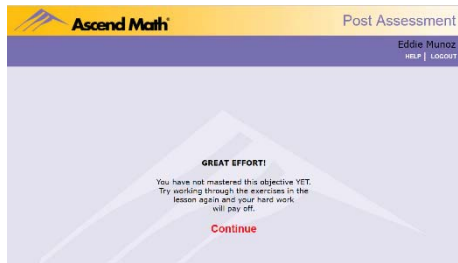 Ascend Math
Post Assessment
Eddie Munoz
HELP | LOGOUT
GREAT EFFORT!
You have not mastered this objective YET.
Try working through the exercises in the
lesson again and your hard work
will pay off.
Continue